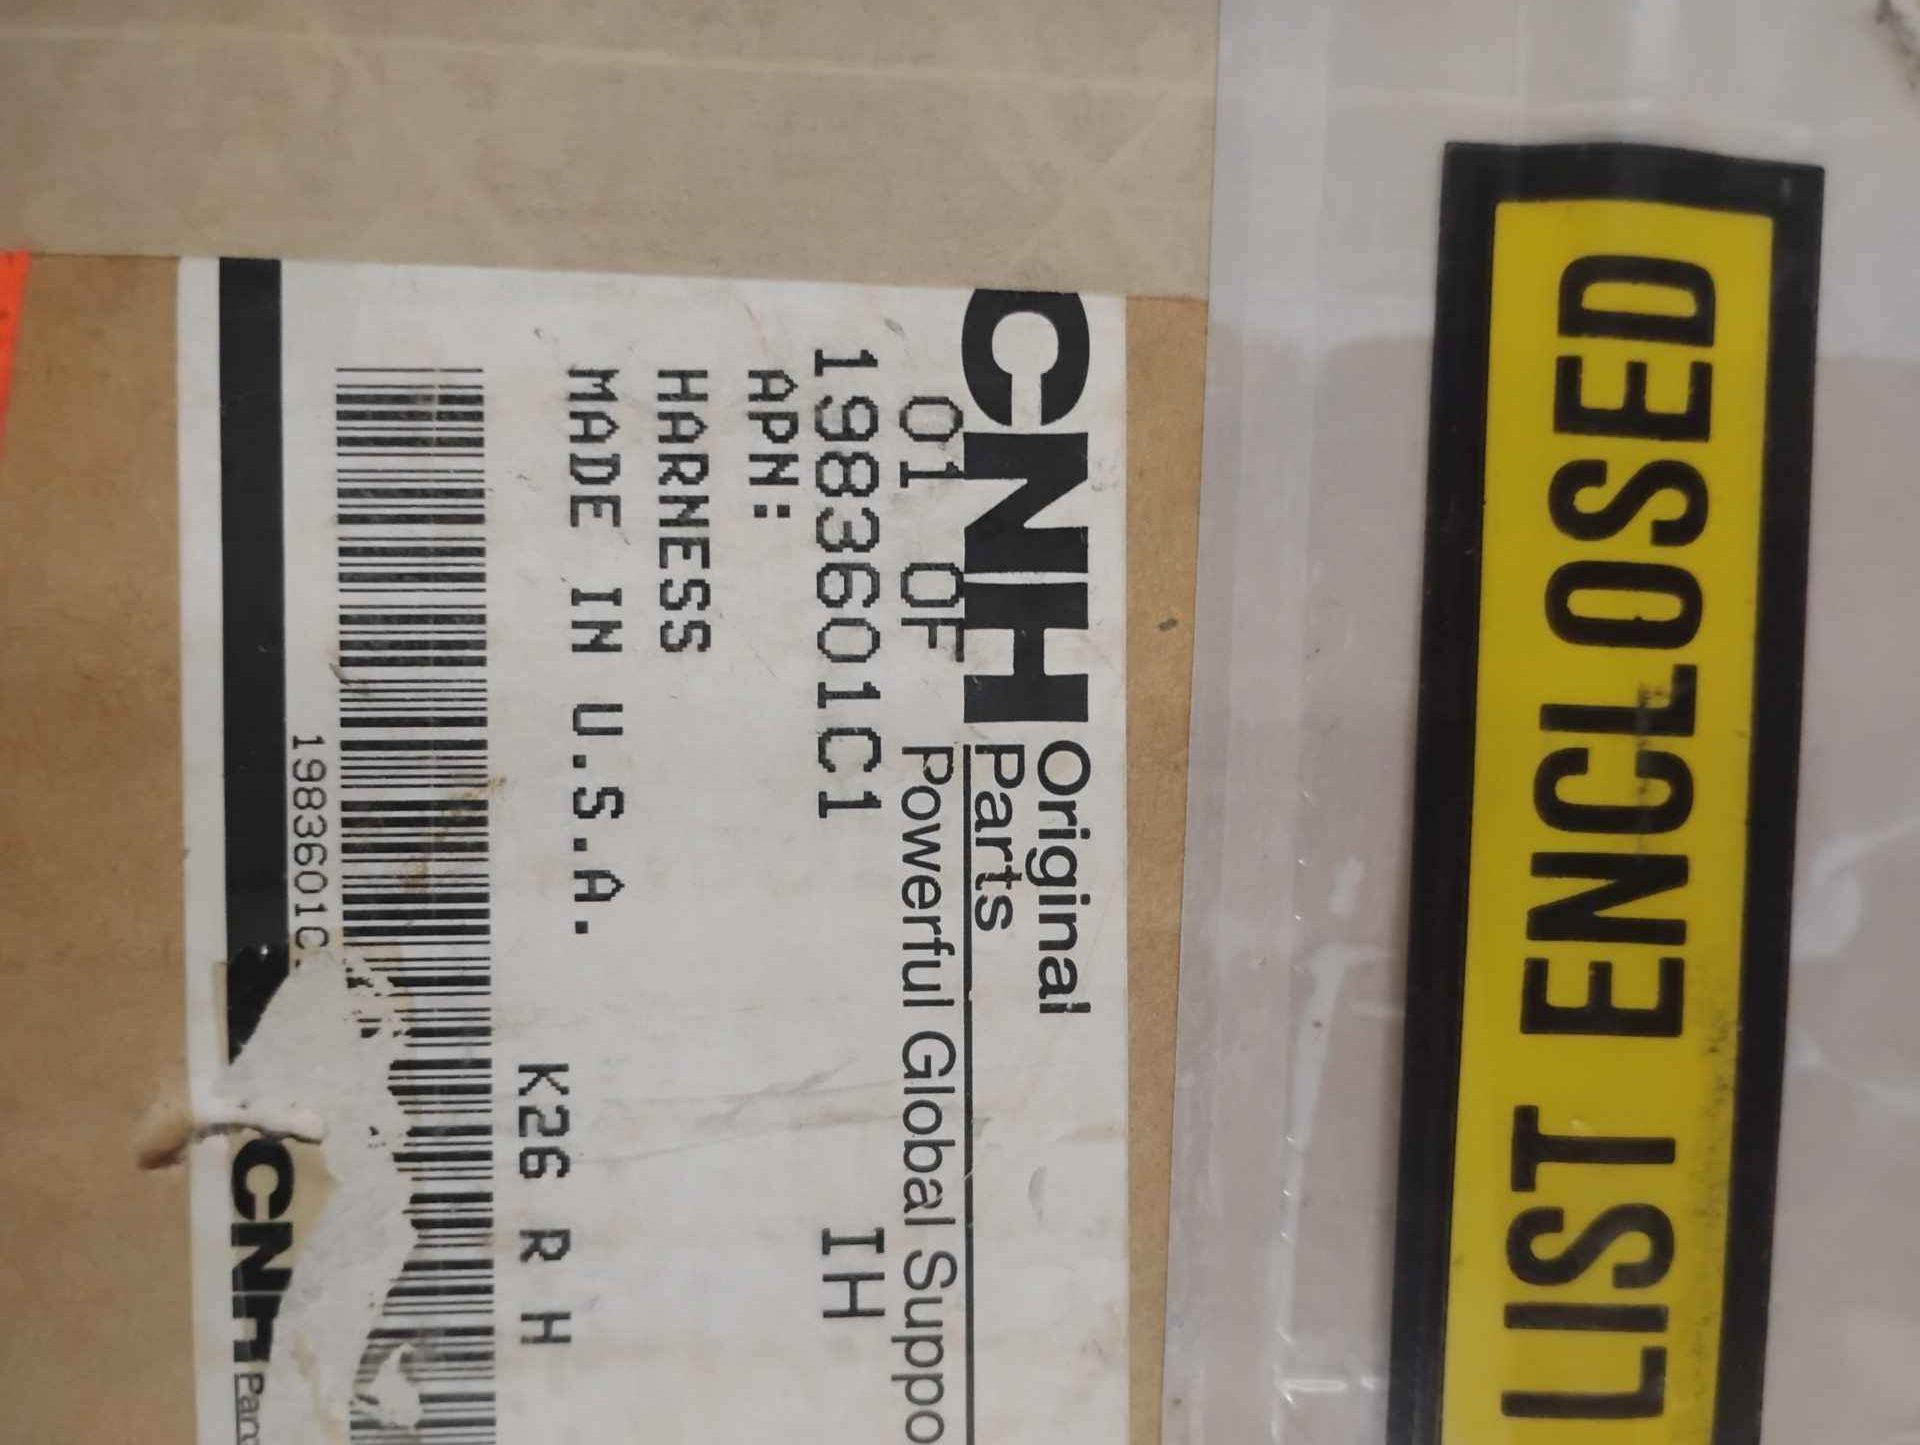 CNH Original
Parts
Powerful Global Suppo
01 OF
1983601C1 IH
APN:
HARNESS
MADE IN U.S.A.
K26 R H
1983601C
CNH Part
LIST ENCLOSED